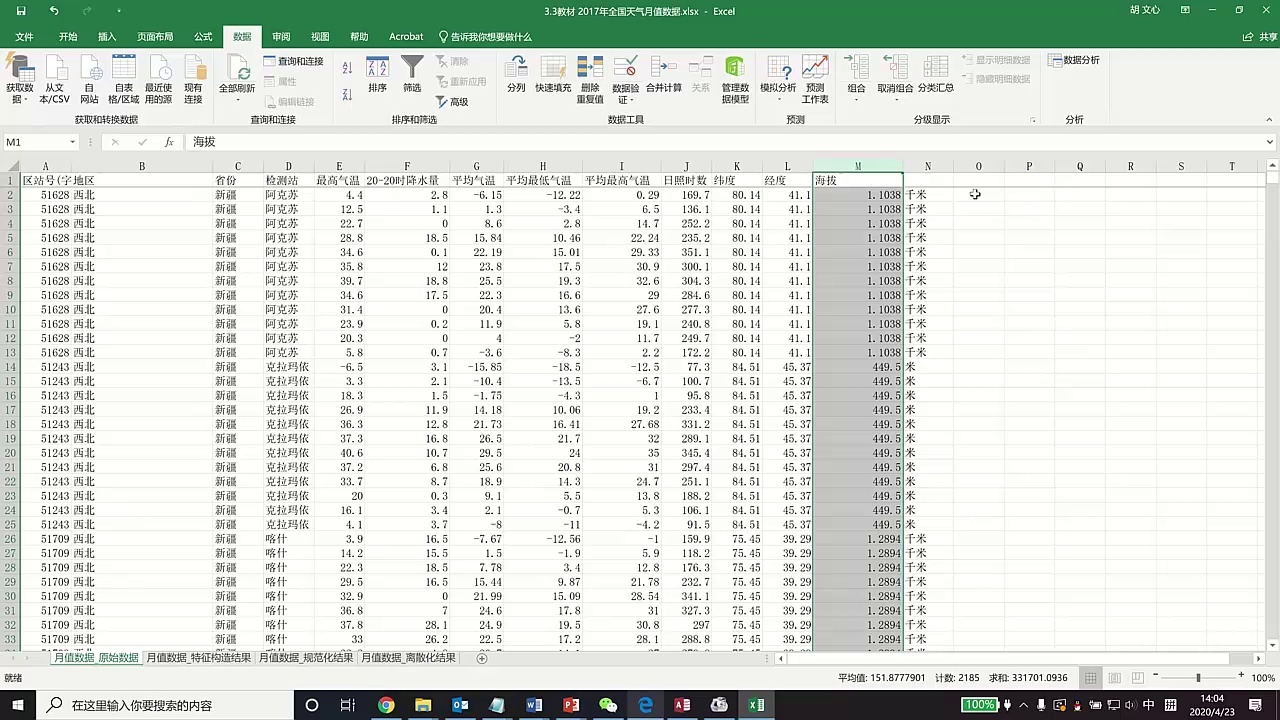 3.3教材 2017年全国天气月值数据.xlsx - Excel
胡 文心
文件 开始 插入 页面布局 公式 数据 审阅 视图 帮助 Acrobat 告诉我你想要做什么 共享
获取数据 从文本/CSV 自网站 自表格/区域 最近使用的源 现有连接
获取和转换数据
全部刷新 查询和连接 属性 编辑链接
查询和连接
排序 筛选 清除 重新应用 高级
排序和筛选
分列 快速填充 删除重复值 数据验证 合并计算 关系 管理数据模型
数据工具
模拟分析 预测工作表
预测
组合 取消组合 分类汇总 显示明细数据 隐藏明细数据
分级显示
数据分析
分析
M1 fx 海拔
A B C D E F G H I J K L M N O P Q R S T
1 区站号(字 地区 省份 检测站 最高气温 20-20时降水量 平均气温 平均最低气温 平均最高气温 日照时数 纬度 经度 海拔
2 51628 西北 新疆 阿克苏 4.4 2.8 -6.15 -12.22 0.29 169.7 80.14 41.1 1.1038 千米
3 51628 西北 新疆 阿克苏 12.5 1.1 1.3 -3.4 6.5 136.1 80.14 41.1 1.1038 千米
4 51628 西北 新疆 阿克苏 22.7 0 8.6 2.8 14.7 252.2 80.14 41.1 1.1038 千米
5 51628 西北 新疆 阿克苏 28.8 18.5 15.84 10.46 22.24 235.2 80.14 41.1 1.1038 千米
6 51628 西北 新疆 阿克苏 34.6 0.1 22.19 15.01 29.33 351.1 80.14 41.1 1.1038 千米
7 51628 西北 新疆 阿克苏 35.8 12 23.8 17.5 30.9 300.1 80.14 41.1 1.1038 千米
8 51628 西北 新疆 阿克苏 39.7 18.8 25.5 19.3 32.6 304.3 80.14 41.1 1.1038 千米
9 51628 西北 新疆 阿克苏 34.6 17.5 22.3 16.6 29 284.6 80.14 41.1 1.1038 千米
10 51628 西北 新疆 阿克苏 31.4 0 20.4 13.6 27.6 277.3 80.14 41.1 1.1038 千米
11 51628 西北 新疆 阿克苏 23.9 0.2 11.9 5.8 19.1 240.8 80.14 41.1 1.1038 千米
12 51628 西北 新疆 阿克苏 20.3 0 4 -2 11.7 249.7 80.14 41.1 1.1038 千米
13 51628 西北 新疆 阿克苏 5.8 0.7 -3.6 -8.3 2.2 172.2 80.14 41.1 1.1038 千米
14 51243 西北 新疆 克拉玛依 -6.5 3.1 -15.85 -18.5 -12.5 77.3 84.51 45.37 449.5 米
15 51243 西北 新疆 克拉玛依 3.3 2.1 -10.4 -13.5 -6.7 100.7 84.51 45.37 449.5 米
16 51243 西北 新疆 克拉玛依 18.3 1.5 -1.75 -4.3 1 95.8 84.51 45.37 449.5 米
17 51243 西北 新疆 克拉玛依 26.9 11.9 14.18 10.06 19.2 233.4 84.51 45.37 449.5 米
18 51243 西北 新疆 克拉玛依 36.3 12.8 21.73 16.41 27.68 331.2 84.51 45.37 449.5 米
19 51243 西北 新疆 克拉玛依 37.3 16.8 26.5 21.7 32 289.1 84.51 45.37 449.5 米
20 51243 西北 新疆 克拉玛依 40.6 10.7 29.5 24 35 345.4 84.51 45.37 449.5 米
21 51243 西北 新疆 克拉玛依 37.2 6.8 25.6 20.8 31 297.4 84.51 45.37 449.5 米
22 51243 西北 新疆 克拉玛依 33.7 8.7 18.9 14.3 24.7 251.1 84.51 45.37 449.5 米
23 51243 西北 新疆 克拉玛依 20 0.3 9.1 5.5 13.8 188.2 84.51 45.37 449.5 米
24 51243 西北 新疆 克拉玛依 16.1 3.4 2.1 -0.7 5.3 106.1 84.51 45.37 449.5 米
25 51243 西北 新疆 克拉玛依 4.1 3.7 -8 -11 -4.2 91.5 84.51 45.37 449.5 米
26 51709 西北 新疆 喀什 3.9 16.5 -7.67 -12.56 -1 159.9 75.45 39.29 1.2894 千米
27 51709 西北 新疆 喀什 14.2 15.5 1.5 -1.9 5.9 118.2 75.45 39.29 1.2894 千米
28 51709 西北 新疆 喀什 22.3 18.5 7.78 3.4 12.8 176.3 75.45 39.29 1.2894 千米
29 51709 西北 新疆 喀什 29.5 16.5 15.44 9.87 21.78 232.7 75.45 39.29 1.2894 千米
30 51709 西北 新疆 喀什 32.9 0 21.99 15.09 28.54 341.1 75.45 39.29 1.2894 千米
31 51709 西北 新疆 喀什 36.8 7 24.6 17.8 31 327.3 75.45 39.29 1.2894 千米
32 51709 西北 新疆 喀什 37.8 28.1 24.9 19.5 30.8 297 75.45 39.29 1.2894 千米
33 51709 西北 新疆 喀什 33 26.2 22.5 17.2 28.1 288.8 75.45 39.29 1.2894 千米
月值数据_原始数据 月值数据_特征构造结果 月值数据_规范化结果 月值数据_离散化结果
就绪 平均值: 151.8777901 计数: 2185 求和: 331701.0936 100%
在这里输入你要搜索的内容 100% 中 14:04
2020/4/23